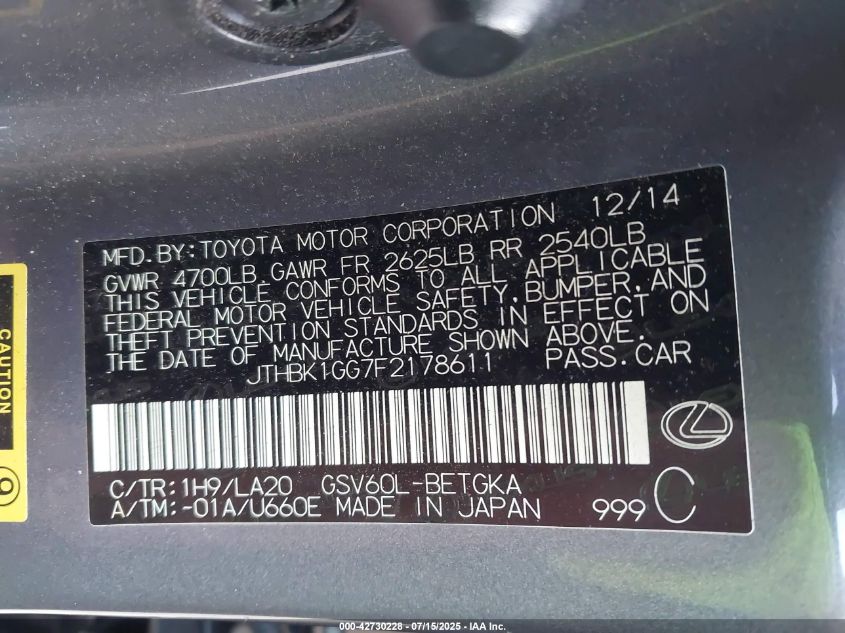 12/14
MFD.BY:TOYOTA MOTOR CORPORATION
GVWR 4700LB GAWR FR 2625LB RR 2540LB
THIS VEHICLE CONFORMS TO ALL APPLICABLE
FEDERAL MOTOR VEHICLE SAFETY,BUMPER,AND
THEFT PREVENTION STANDARDS IN EFFECT ON
THE DATE OF MANUFACTURE SHOWN ABOVE.
JTHBK1GG7F2178611 PASS.CAR
CAUTION
C/TR:1H9/LA20 GSV60L-BETGKA
A/TM:-01A/U660E MADE IN JAPAN 999 C
000-42730228 - 07/15/2025 - IAA Inc.